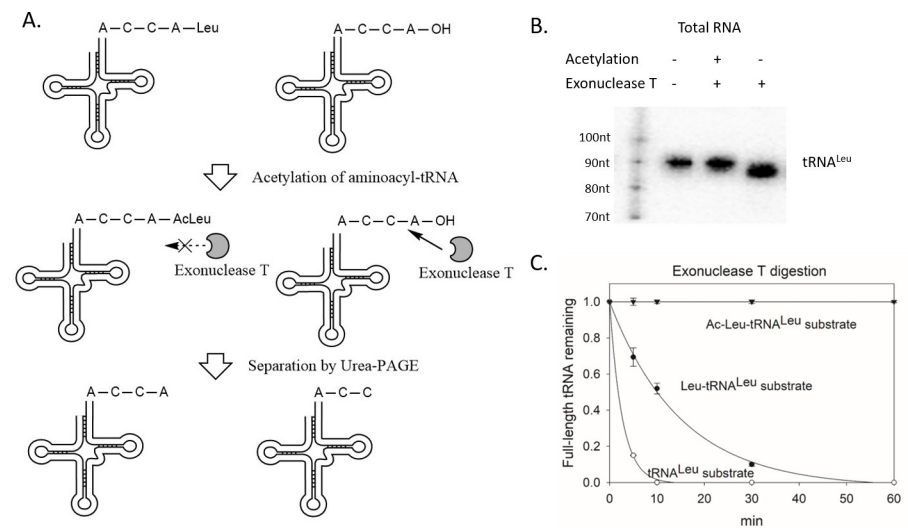 A.
A–C–C–A–Leu
A–C–C–A–OH
Acetylation of aminoacyl-tRNA
A–C–C–A–AcLeu
A–C–C–A–OH
Exonuclease T
Exonuclease T
Separation by Urea-PAGE
A–C–C–A
A–C–C
B.
Total RNA
Acetylation - + -
Exonuclease T - + +
100nt
90nt
80nt
70nt
tRNALeu
C.
Exonuclease T digestion
Full-length tRNA remaining
1.0
0.8
0.6
0.4
0.2
0.0
Ac-Leu-tRNALeu substrate
Leu-tRNALeu substrate
tRNALeu substrate
0 10 20 30 40 50 60
min